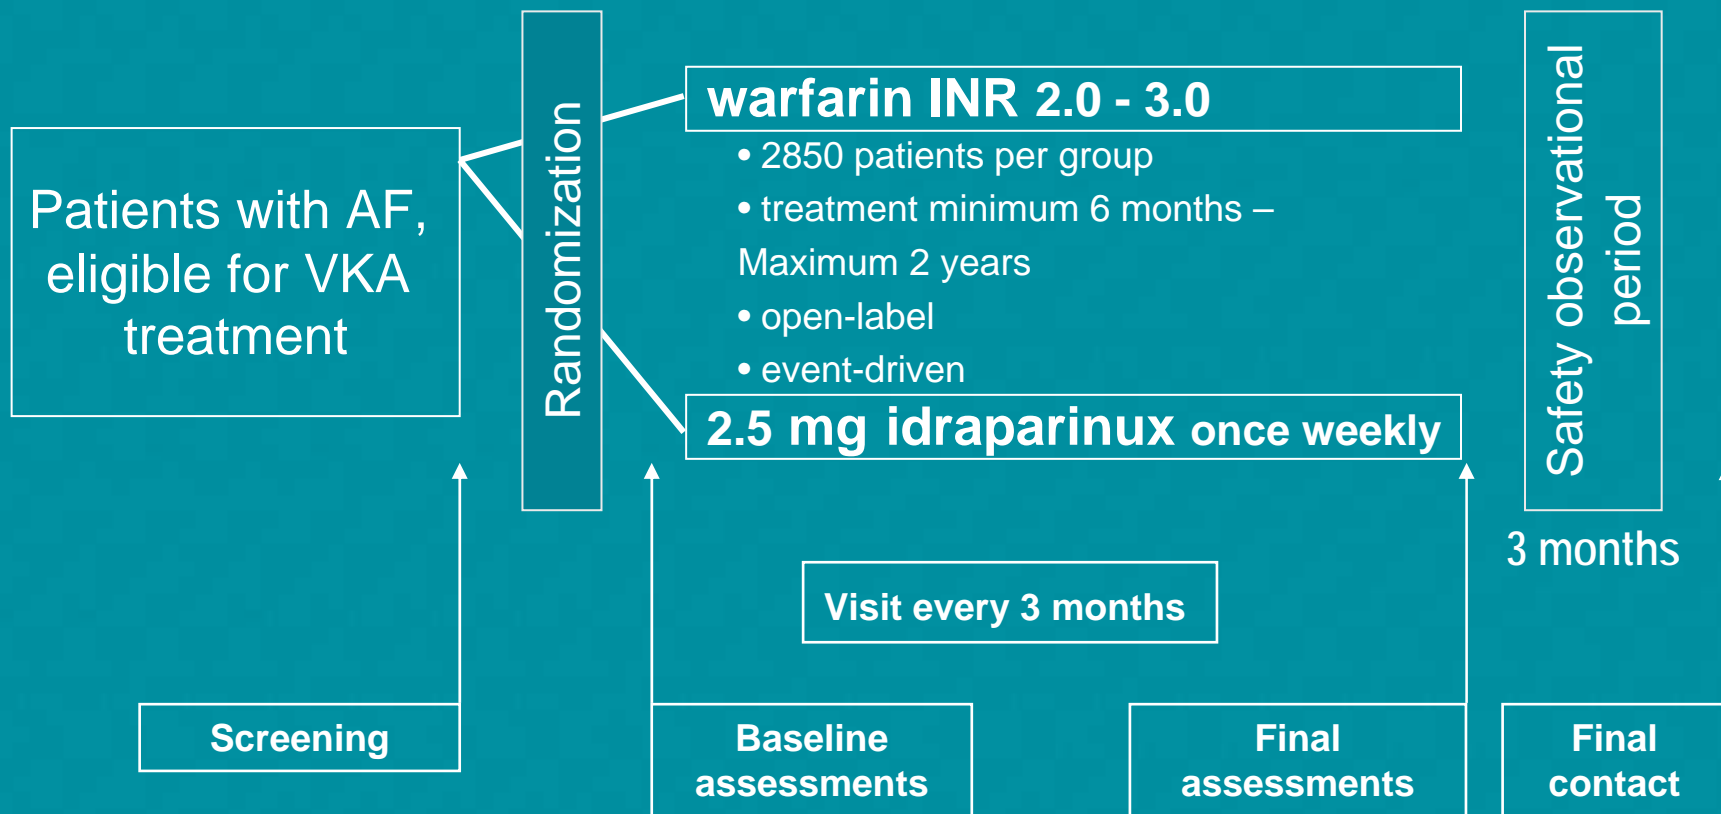 Patients with AF,
eligible for VKA
treatment
Randomization
warfarin INR 2.0 - 3.0
• 2850 patients per group
• treatment minimum 6 months –
Maximum 2 years
• open-label
• event-driven
2.5 mg idraparinux once weekly
Safety observational
period
3 months
Visit every 3 months
Screening
Baseline
assessments
Final
assessments
Final
contact